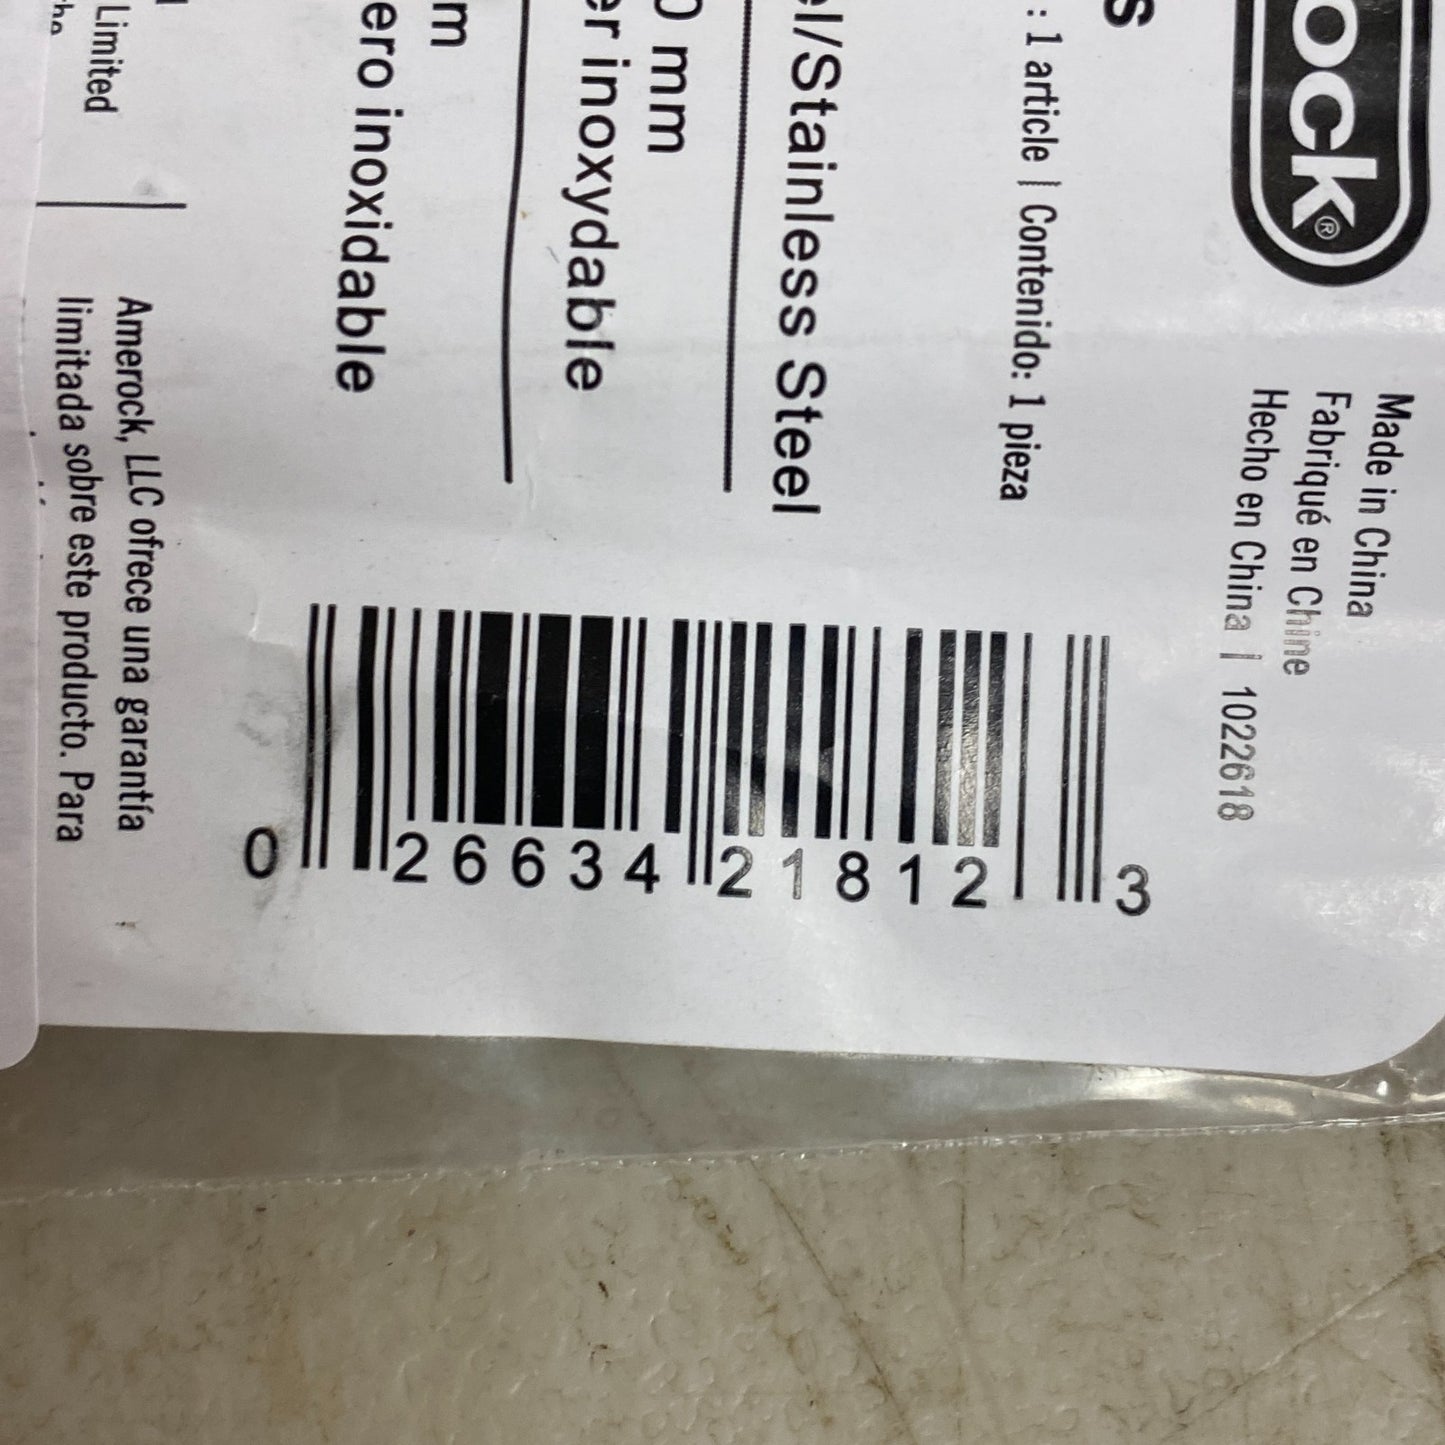 ock®
Made in China
Fabriqué en Chine
Hecho en China | 1022618
s
: 1 article | Contenido: 1 pieza
el/Stainless Steel
0 mm
er inoxydable
m
ero inoxidable
Limited
Amerock, LLC ofrece una garantía
limitada sobre este producto. Para
0 26634 21812 3